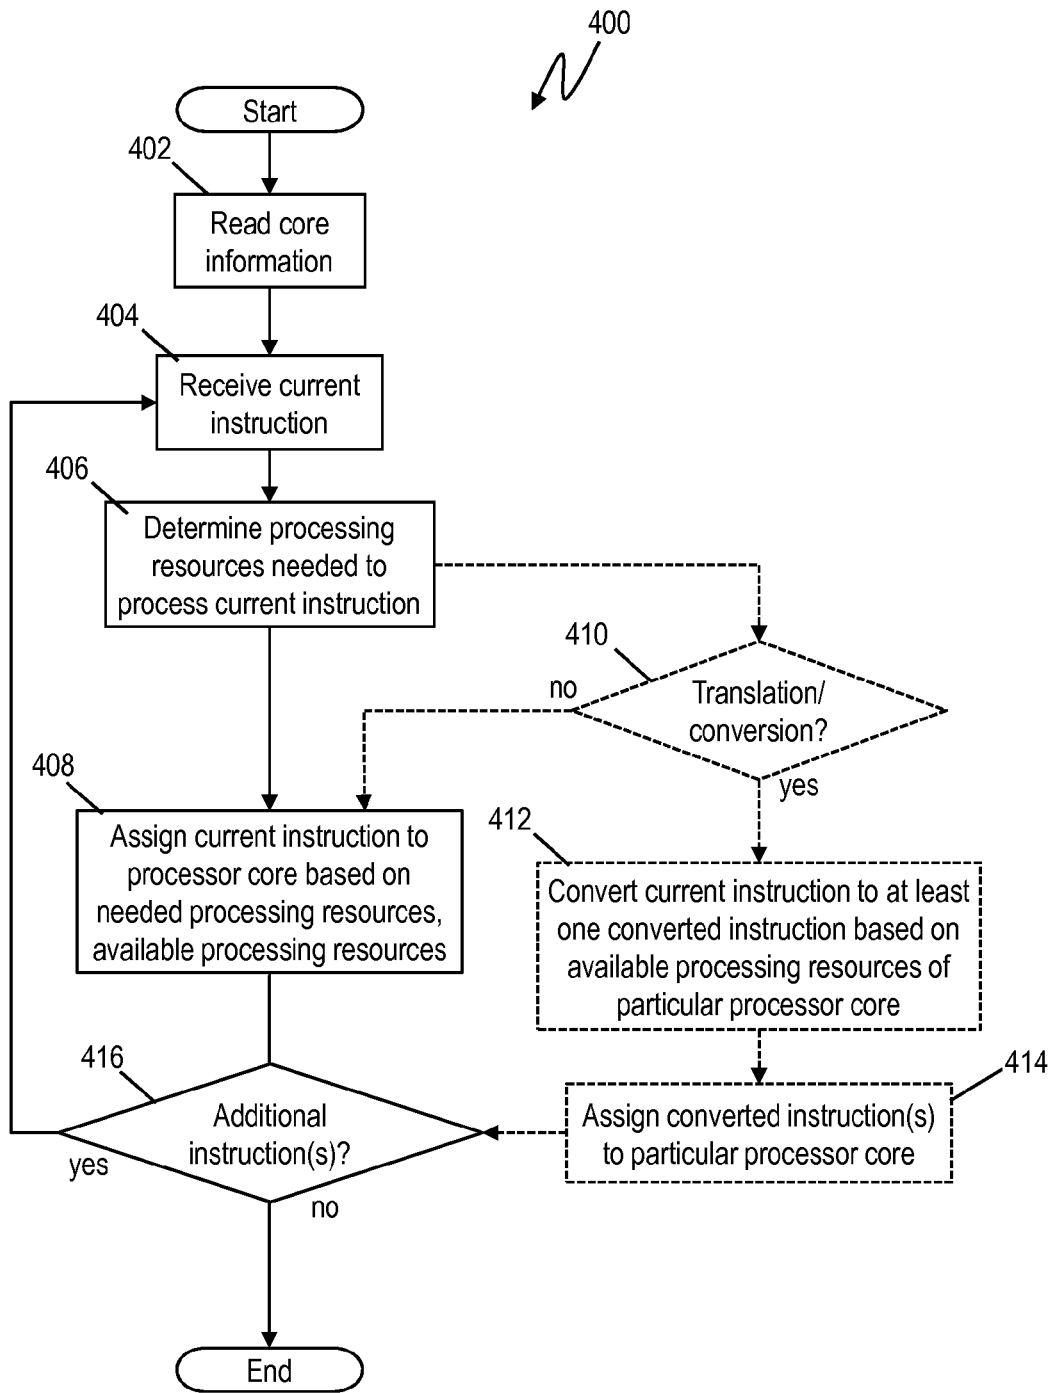 400
Start
402
Read core
information
404
Receive current
instruction
406
Determine processing
resources needed to
process current instruction
410
no
Translation/
conversion?
yes
408
Assign current instruction to
processor core based on
needed processing resources,
available processing resources
412
Convert current instruction to at least
one converted instruction based on
available processing resources of
particular processor core
416
Additional
instruction(s)?
yes
no
414
Assign converted instruction(s)
to particular processor core
End